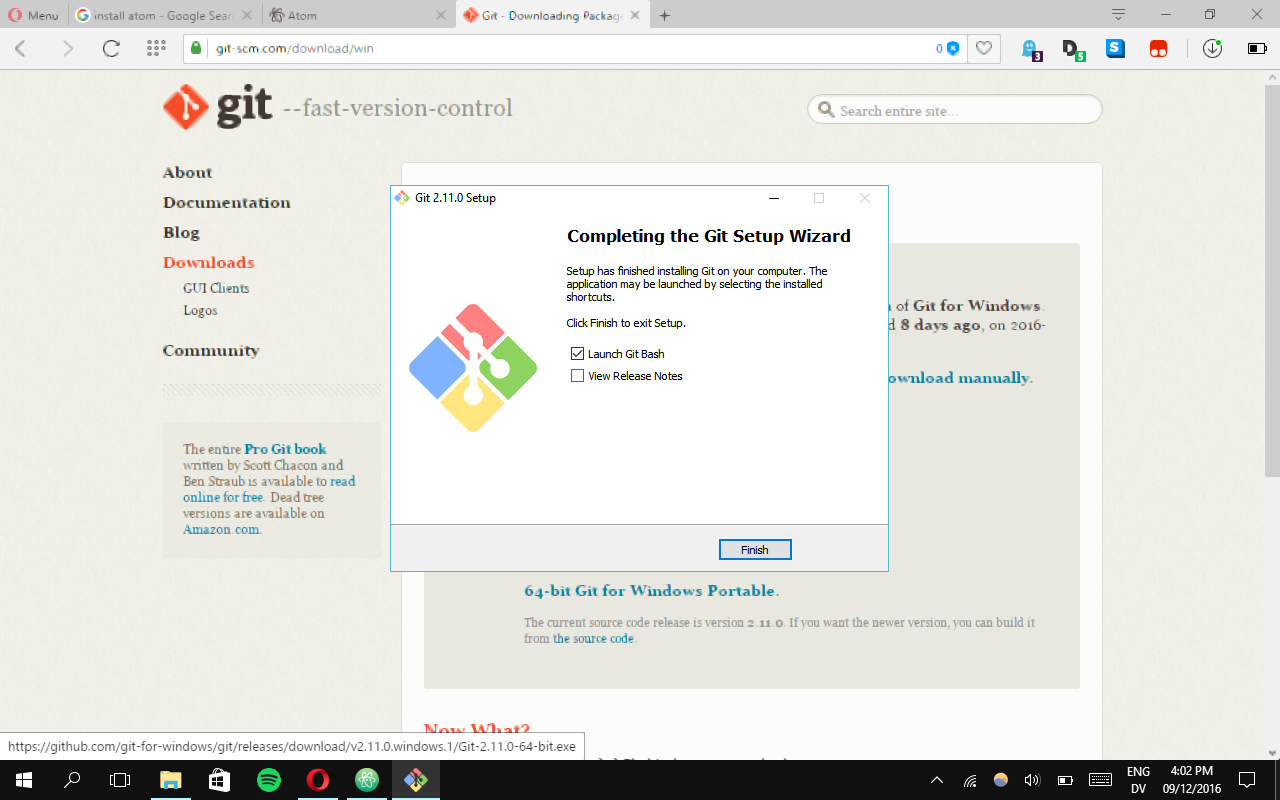 Menu
install atom - Google Sear
Atom
Git - Downloading Package
git-scm.com/download/win
0
3
D
5
S
git --fast-version-control
Search entire site...
About
Documentation
Blog
Downloads
GUI Clients
Logos
Community
The entire Pro Git book
written by Scott Chacon and
Ben Straub is available to read
online for free. Dead tree
versions are available on
Amazon.com.
Git 2.11.0 Setup
Completing the Git Setup Wizard
Setup has finished installing Git on your computer. The
application may be launched by selecting the installed
shortcuts.
Click Finish to exit Setup.
Launch Git Bash
View Release Notes
Finish
of Git for Windows.
8 days ago, on 2016-
ownload manually.
64-bit Git for Windows Portable.
The current source code release is version 2.11.0. If you want the newer version, you can build it
from the source code.
Now What?
https://github.com/git-for-windows/git/releases/download/v2.11.0.windows.1/Git-2.11.0-64-bit.exe
ENG
DV
4:02 PM
09/12/2016